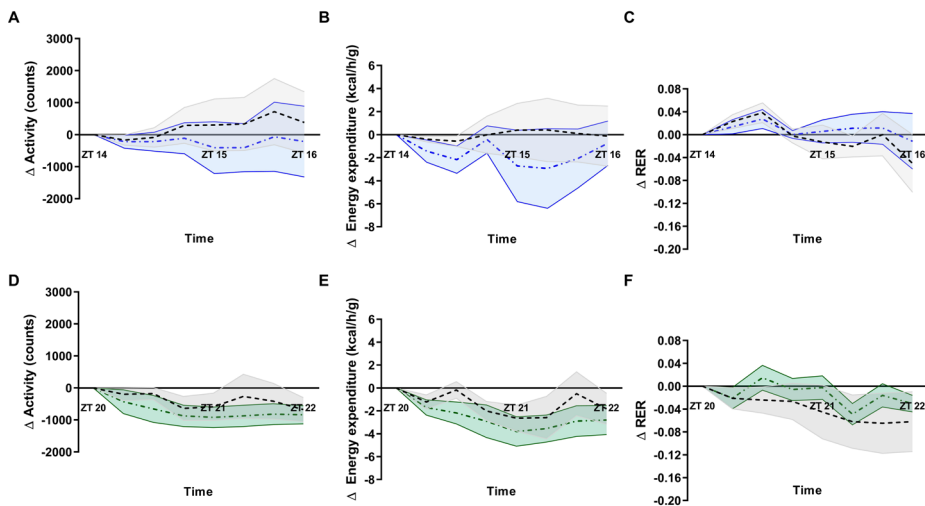 A
Δ Activity (counts)
3000
2000
1000
0
-1000
-2000
ZT 14
ZT 15
ZT 16
Time
B
Δ Energy expenditure (kcal/h/g)
6
4
2
0
-2
-4
-6
-8
ZT 14
ZT 15
ZT 16
Time
C
Δ RER
0.08
0.04
0.00
-0.04
-0.08
-0.12
-0.16
-0.20
ZT 14
ZT 15
ZT 16
Time
D
Δ Activity (counts)
3000
2000
1000
0
-1000
-2000
ZT 20
ZT 21
ZT 22
Time
E
Δ Energy expenditure (kcal/h/g)
6
4
2
0
-2
-4
-6
-8
ZT 20
ZT 21
ZT 22
Time
F
Δ RER
0.08
0.04
0.00
-0.04
-0.08
-0.12
-0.16
-0.20
ZT 20
ZT 21
ZT 22
Time